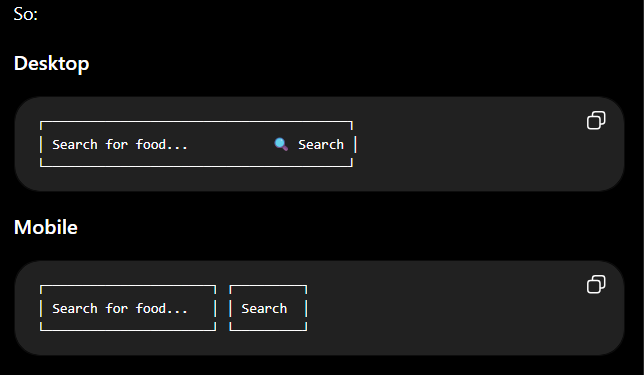 So:
Desktop
Search for food... 🔍 Search
Mobile
Search for food... Search